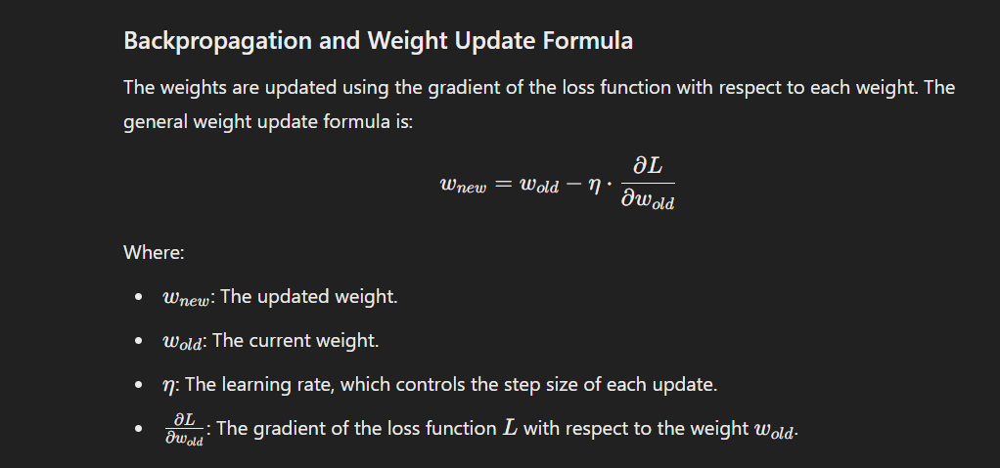 Backpropagation and Weight Update Formula
The weights are updated using the gradient of the loss function with respect to each weight. The
general weight update formula is:
$w_{new} = w_{old} - \eta \cdot \frac{\partial L}{\partial w_{old}}$
Where:
• $w_{new}$: The updated weight.
• $w_{old}$: The current weight.
• $\eta$: The learning rate, which controls the step size of each update.
• $\frac{\partial L}{\partial w_{old}}$: The gradient of the loss function $L$ with respect to the weight $w_{old}$.